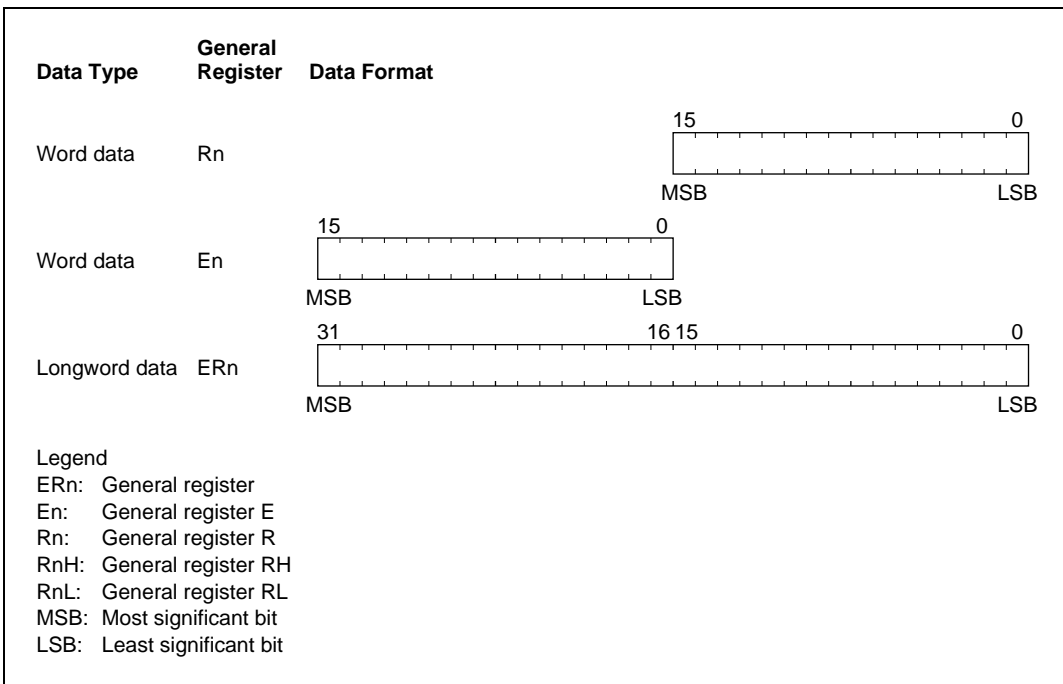 Data Type General Register Data Format
15 0
Word data Rn
MSB LSB
15 0
Word data En
MSB LSB
31 16 15 0
Longword data ERn
MSB LSB
Legend
ERn: General register
En: General register E
Rn: General register R
RnH: General register RH
RnL: General register RL
MSB: Most significant bit
LSB: Least significant bit